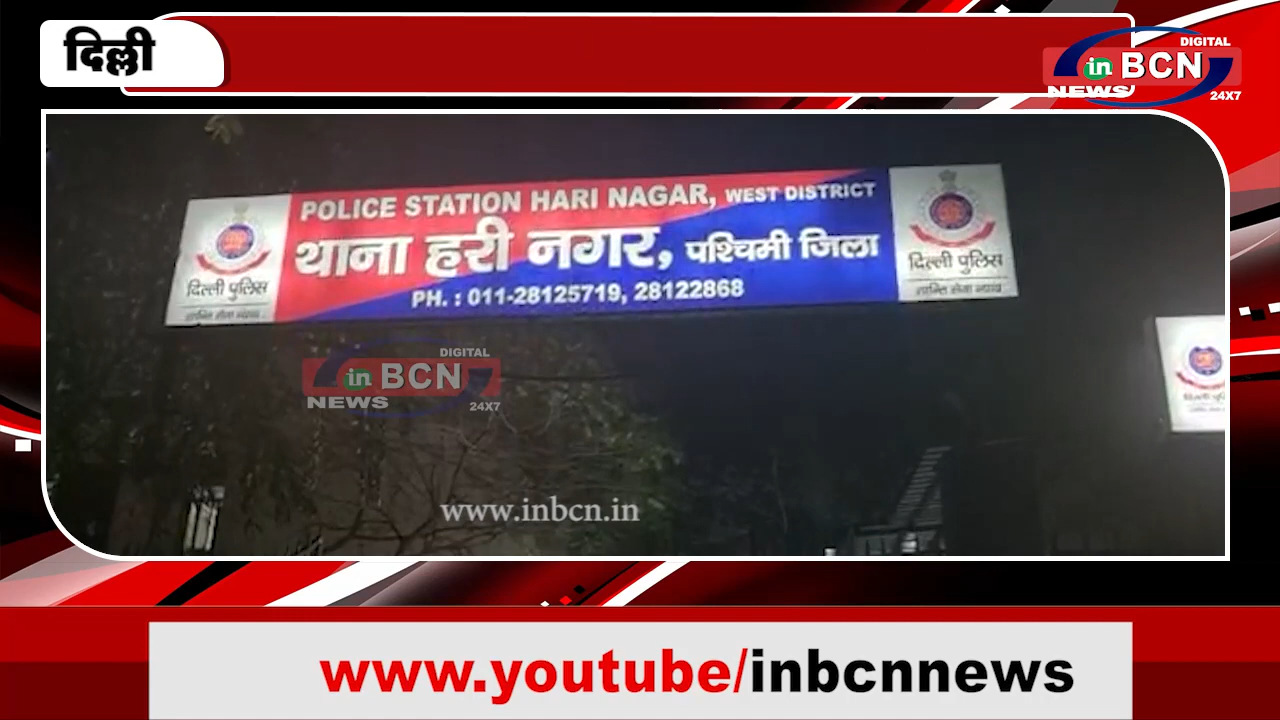 दिल्ली
DIGITAL
in BCN
NEWS
24X7
POLICE STATION HARI NAGAR, WEST DISTRICT
थाना हरी नगर, पश्चिमी जिला
PH. : 011-28125719, 28122868
दिल्ली पुलिस
शान्ति सेवा न्याय
दिल्ली पुलिस
शान्ति सेवा न्याय
DIGITAL
in BCN
NEWS
24X7
www.inbcn.in
www.youtube/inbcnnews